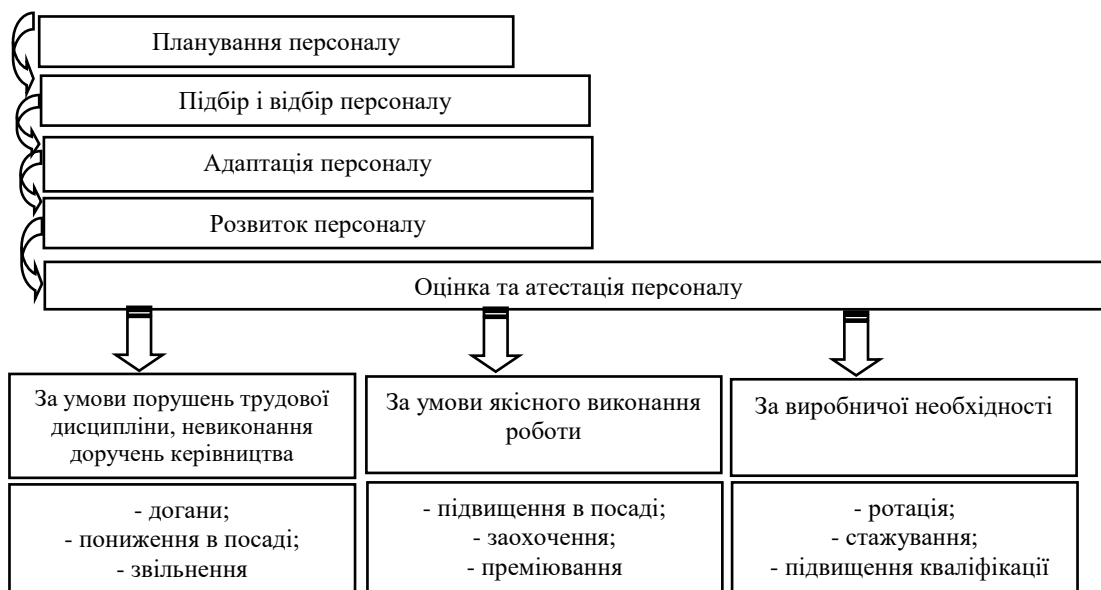 Планування персоналу
Підбір і відбір персоналу
Адаптація персоналу
Розвиток персоналу
Оцінка та атестація персоналу
За умови порушень трудової
дисципліни, невиконання
доручень керівництва
- догани;
- пониження в посаді;
- звільнення
За умови якісного виконання
роботи
- підвищення в посаді;
- заохочення;
- преміювання
За виробничої необхідності
- ротація;
- стажування;
- підвищення кваліфікації